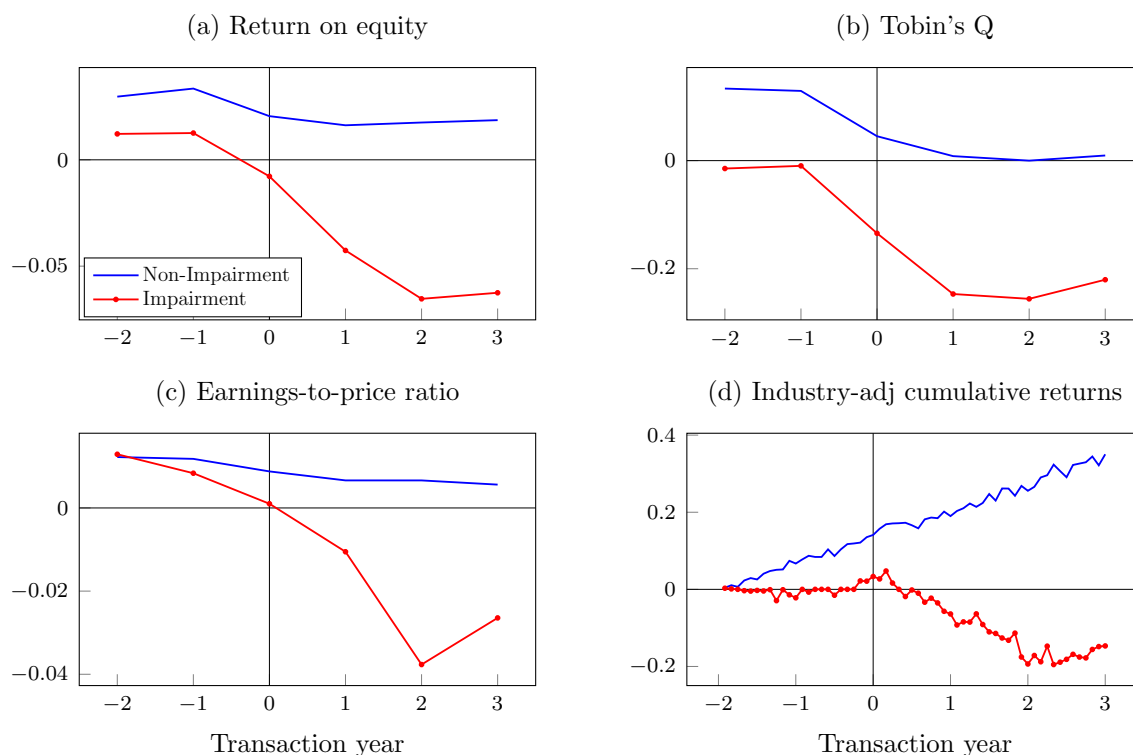 (a) Return on equity
0
−0.05
Non-Impairment
Impairment
−2 −1 0 1 2 3
(b) Tobin's Q
0
−0.2
−2 −1 0 1 2 3
(c) Earnings-to-price ratio
0
−0.02
−0.04
−2 −1 0 1 2 3
Transaction year
(d) Industry-adj cumulative returns
0.4
0.2
0
−0.2
−2 −1 0 1 2 3
Transaction year